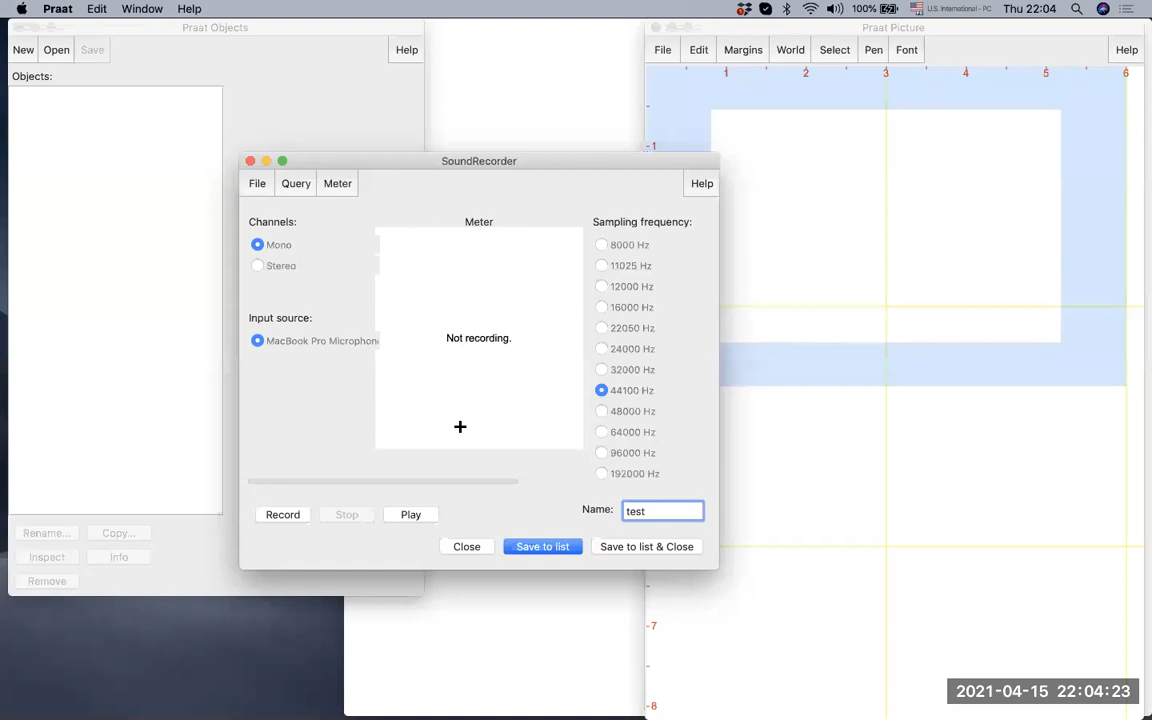 Praat Edit Window Help 100% U.S. International - PC Thu 22:04
Praat Objects
New Open Save Help
Objects:
Rename... Copy...
Inspect Info
Remove
SoundRecorder
File Query Meter Help
Channels:
Mono
Stereo
Input source:
MacBook Pro Microphon
Meter
Not recording.
Sampling frequency:
8000 Hz
11025 Hz
12000 Hz
16000 Hz
22050 Hz
24000 Hz
32000 Hz
44100 Hz
48000 Hz
64000 Hz
96000 Hz
192000 Hz
Record Stop Play
Name: test
Close Save to list Save to list & Close
Praat Picture
File Edit Margins World Select Pen Font Help
1 2 3 4 5 6
-1
-7
-8
2021-04-15 22:04:23